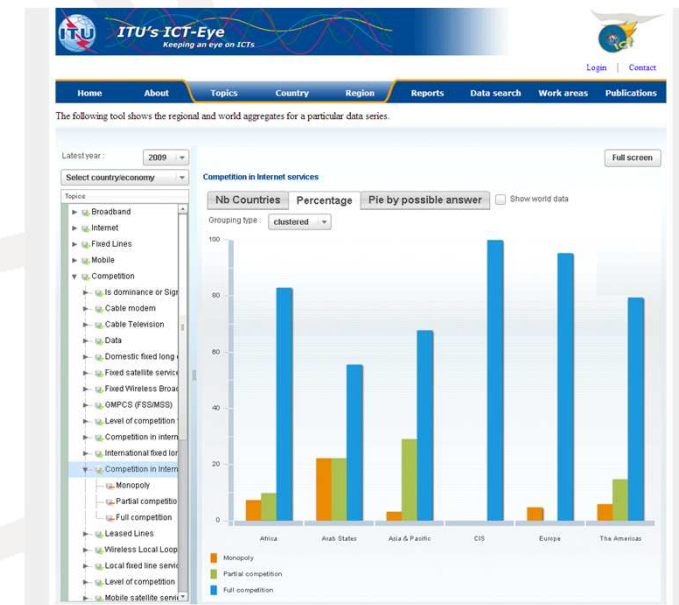 ITU's ICT-Eye
Keeping an eye on ICTs
Login | Contact
Home About Topics Country Region Reports Data search Work areas Publications
The following tool shows the regional and world aggregates for a particular data series.
Latest year : 2009
Full screen
Select country/economy
Competition in Internet services
Topics
Nb Countries Percentage Pie by possible answer Show world data
Grouping type : clustered
Broadband
Internet
Fixed Lines
Mobile
Competition
Is dominance or Sigr
Cable modem
Cable Television
Data
Domestic fixed long
Fixed satellite service
Fixed Wireless Broac
GMPCS (FSS/MSS)
Level of competition
Competition in intern
International fixed lor
Competition in Intern
Monopoly
Partial competitio
Full competition
Leased Lines
Wireless Local Loop
Local fixed line servic
Level of competition
Mobile satellite servic
100
80
60
40
20
0
Africa Arab States Asia & Pacific CIS Europe The Americas
Monopoly
Partial competition
Full competition